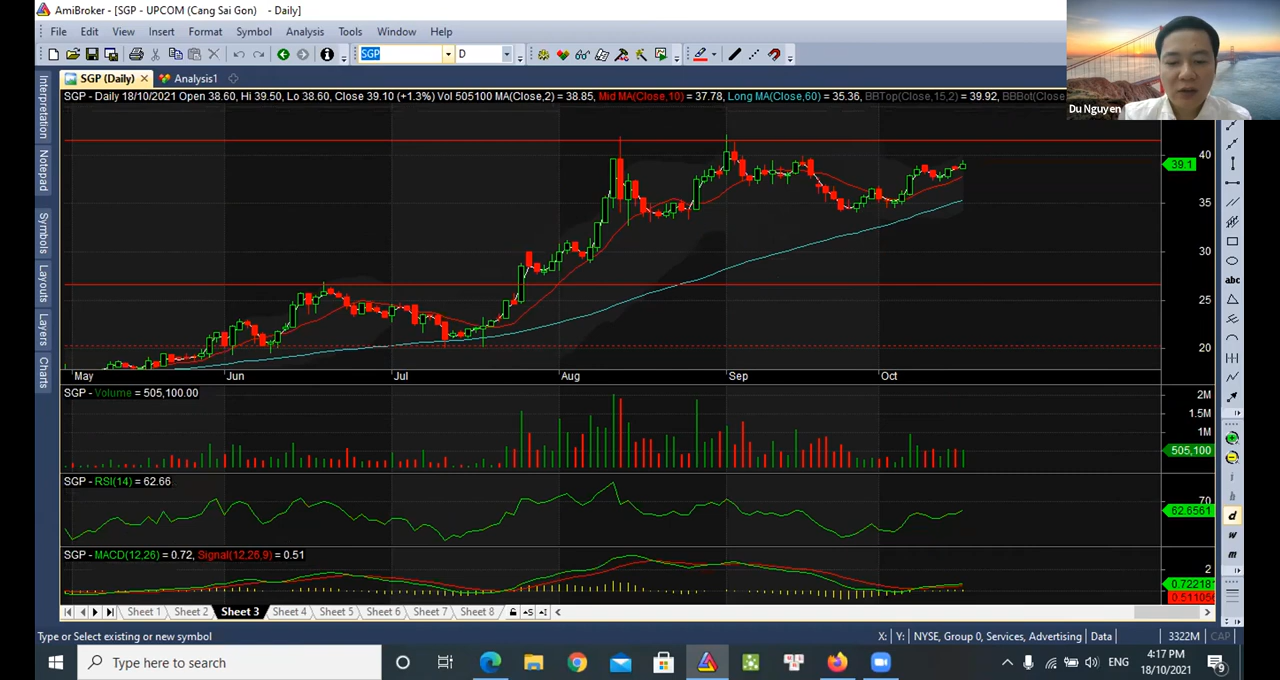 AmiBroker - [SGP - UPCOM (Cang Sai Gon) - Daily]
File Edit View Insert Format Symbol Analysis Tools Window Help
SGP D
SGP (Daily) Analysis1
SGP - Daily 18/10/2021 Open 38.60, Hi 39.50, Lo 38.60, Close 39.10 (+1.3%) Vol 505100 MA(Close,2) = 38.85, Mid MA(Close,10) = 37.78, Long MA(Close,60) = 35.36, BBTop(Close,15,2) = 39.92, BBBot(Close,
Du Nguyen
Interpretation
Notepad
Symbols
Layouts
Layers
Charts
40
39.1
35
30
25
20
May Jun Jul Aug Sep Oct
SGP - Volume = 505,100.00
2M
1.5M
1M
505,100
SGP - RSI(14) = 62.66
70
62.6561
SGP - MACD(12,26) = 0.72, Signal(12,26,9) = 0.51
2
0.722181
0.511056
abc
i
h
d
w
m
Sheet 1 Sheet 2 Sheet 3 Sheet 4 Sheet 5 Sheet 6 Sheet 7 Sheet 8
Type or Select existing or new symbol
X: Y: NYSE, Group 0, Services, Advertising Data 3322M CAP
Type here to search
ENG
4:17 PM
18/10/2021
9